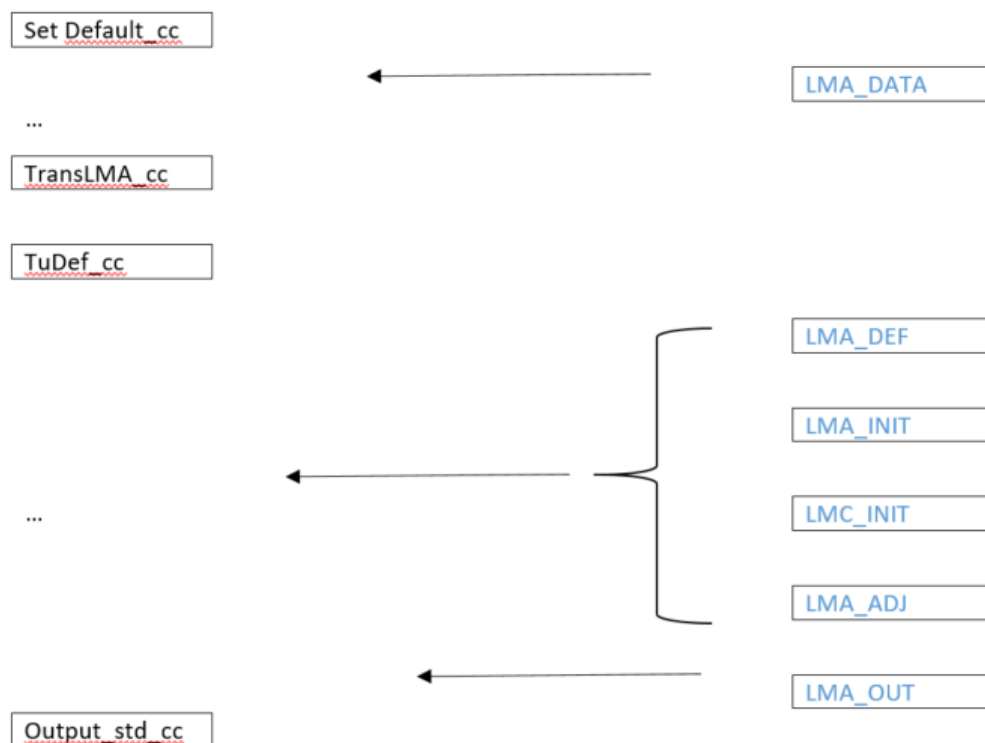 Set Default_cc
LMA_DATA
...
TransLMA_cc
TuDef_cc
LMA_DEF
LMA_INIT
LMC_INIT
...
LMA_ADJ
LMA_OUT
Output_std_cc